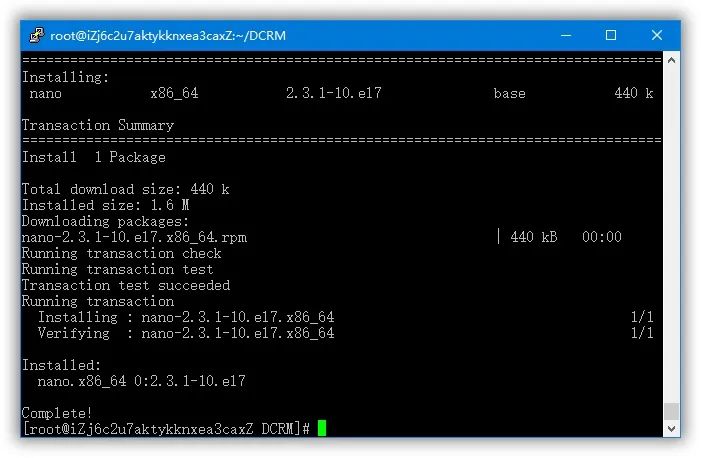 root@iZj6c2u7aktykknxea3caxZ:~/DCRM
================================================================================
Installing:
 nano x86_64 2.3.1-10.el7 base 440 k
Transaction Summary
================================================================================
Install  1 Package
Total download size: 440 k
Installed size: 1.6 M
Downloading packages:
nano-2.3.1-10.el7.x86_64.rpm | 440 kB 00:00
Running transaction check
Running transaction test
Transaction test succeeded
Running transaction
  Installing : nano-2.3.1-10.el7.x86_64 1/1
  Verifying  : nano-2.3.1-10.el7.x86_64 1/1
Installed:
  nano.x86_64 0:2.3.1-10.el7
Complete!
[root@iZj6c2u7aktykknxea3caxZ DCRM]#